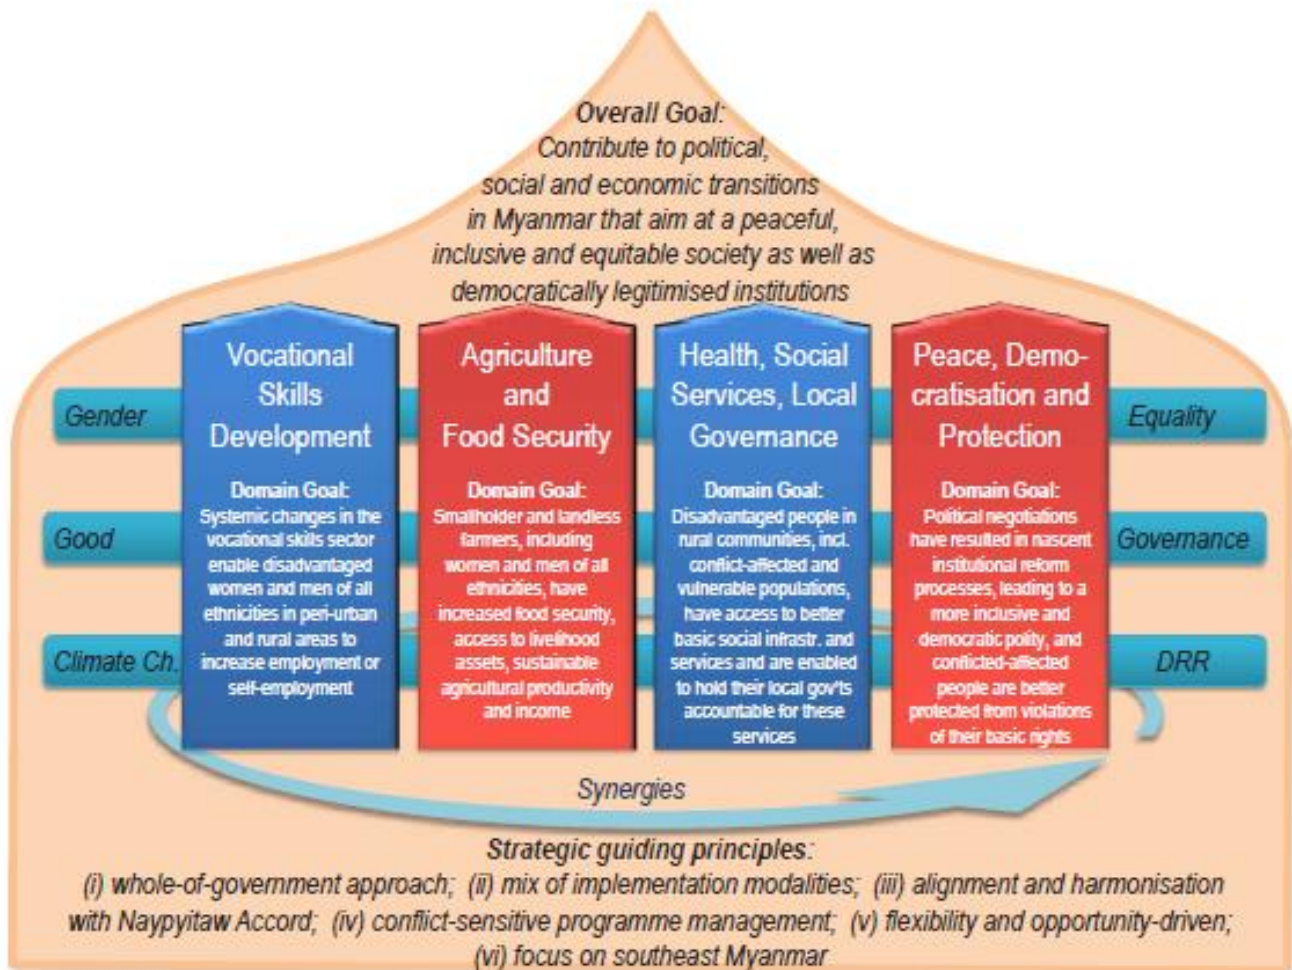 Overall Goal:
Contribute to political,
social and economic transitions
in Myanmar that aim at a peaceful,
inclusive and equitable society as well as
democratically legitimised institutions
Vocational
Skills
Development
Domain Goal:
Systemic changes in the
vocational skills sector
enable disadvantaged
women and men of all
ethnicities in peri-urban
and rural areas to
increase employment or
self-employment
Agriculture
and
Food Security
Domain Goal:
Smallholder and landless
farmers, including
women and men of all
ethnicities, have
increased food security,
access to livelihood
assets, sustainable
agricultural productivity
and income
Health, Social
Services, Local
Governance
Domain Goal:
Disadvantaged people in
rural communities, incl.
conflict-affected and
vulnerable populations,
have access to better
basic social infrastr. and
services and are enabled
to hold their local gov'ts
accountable for these
services
Peace, Demo-
cratisation and
Protection
Domain Goal:
Political negotiations
have resulted in nascent
institutional reform
processes, leading to a
more inclusive and
democratic polity, and
conflicted-affected
people are better
protected from violations
of their basic rights
Gender
Equality
Good
Governance
Climate Ch.
DRR
Synergies
Strategic guiding principles:
(i) whole-of-government approach; (ii) mix of implementation modalities; (iii) alignment and harmonisation
with Naypyitaw Accord; (iv) conflict-sensitive programme management; (v) flexibility and opportunity-driven;
(vi) focus on southeast Myanmar